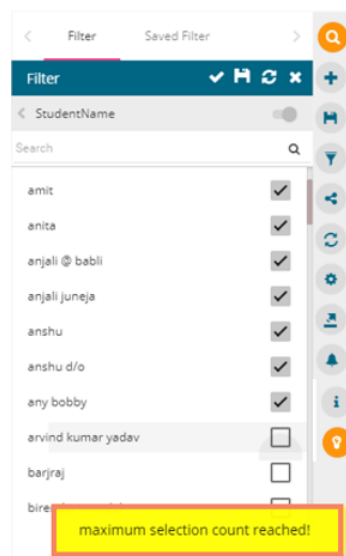 Filter Saved Filter
Filter
StudentName
Search
amit
anita
anjali @ babli
anjali juneja
anshu
anshu d/o
any bobby
arvind kumar yadav
barjraj
maximum selection count reached!